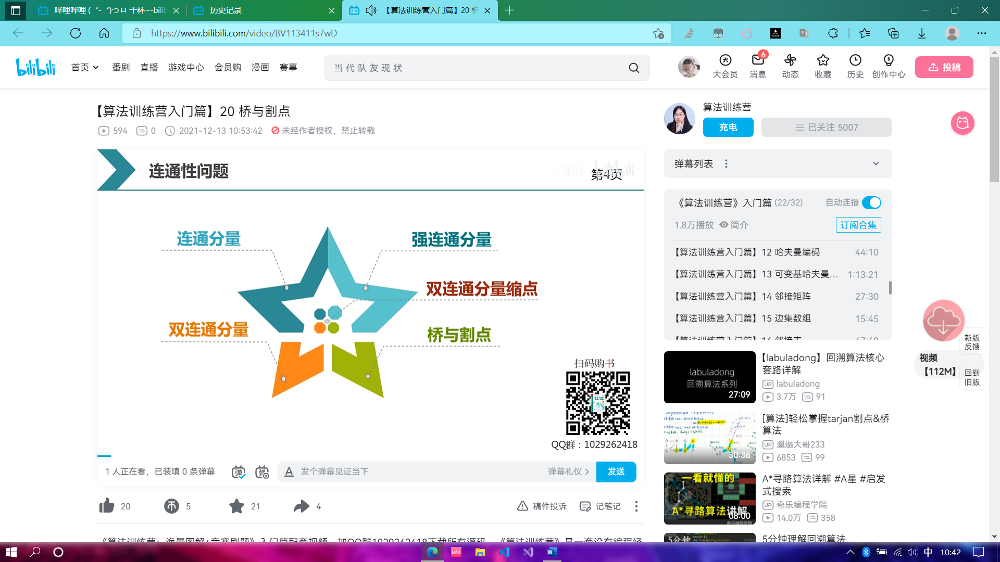 哔哩哔哩 (゜-゜)つロ 干杯~-bili
历史记录
【算法训练营入门篇】20 桥
https://www.bilibili.com/video/BV113411s7wD
bilibili
首页
番剧
直播
游戏中心
会员购
漫画
赛事
当代队友现状
大会员
6
消息
动态
收藏
历史
创作中心
投稿
【算法训练营入门篇】20 桥与割点
594
0
2021-12-13 10:53:42
未经作者授权，禁止转载
算法训练营
充电
已关注 5007
连通性问题
第4页
bilibili
连通分量
强连通分量
双连通分量缩点
双连通分量
桥与割点
扫码购书
QQ群：1029262418
弹幕列表
《算法训练营》入门篇 (22/32)
自动连播
1.8万播放
简介
订阅合集
【算法训练营入门篇】12 哈夫曼编码 44:10
【算法训练营入门篇】13 可变基哈夫曼... 1:13:21
【算法训练营入门篇】14 邻接矩阵 27:30
【算法训练营入门篇】15 边集数组 15:45
【算法训练营入门篇】16 邻接表 47:48
新版
反馈
视频
【112M】
回到
旧版
labuladong
回溯算法系列
27:09
【labuladong】回溯算法核心
套路详解
UP labuladong
3.7万 91
30:36
[算法]轻松掌握tarjan割点&桥
算法
UP 邋遢大哥233
6853 99
一看就懂的
A*寻路算法讲解
08:00
奇乐编程学院
A*寻路算法详解 #A星 #启发
式搜索
UP 奇乐编程学院
14.0万 358
5分钟
5分钟理解回溯算法
1 人正在看，已装填 0 条弹幕
弹
弹
发个弹幕见证当下
弹幕礼仪
发送
20
5
21
4
稿件投诉
记笔记
《算法训练营：海量图解+竞赛刷题》入门篇配套视频，加QQ群1029262418下载所有源码。《算法训练营》是一套没有编程经
中
10:42